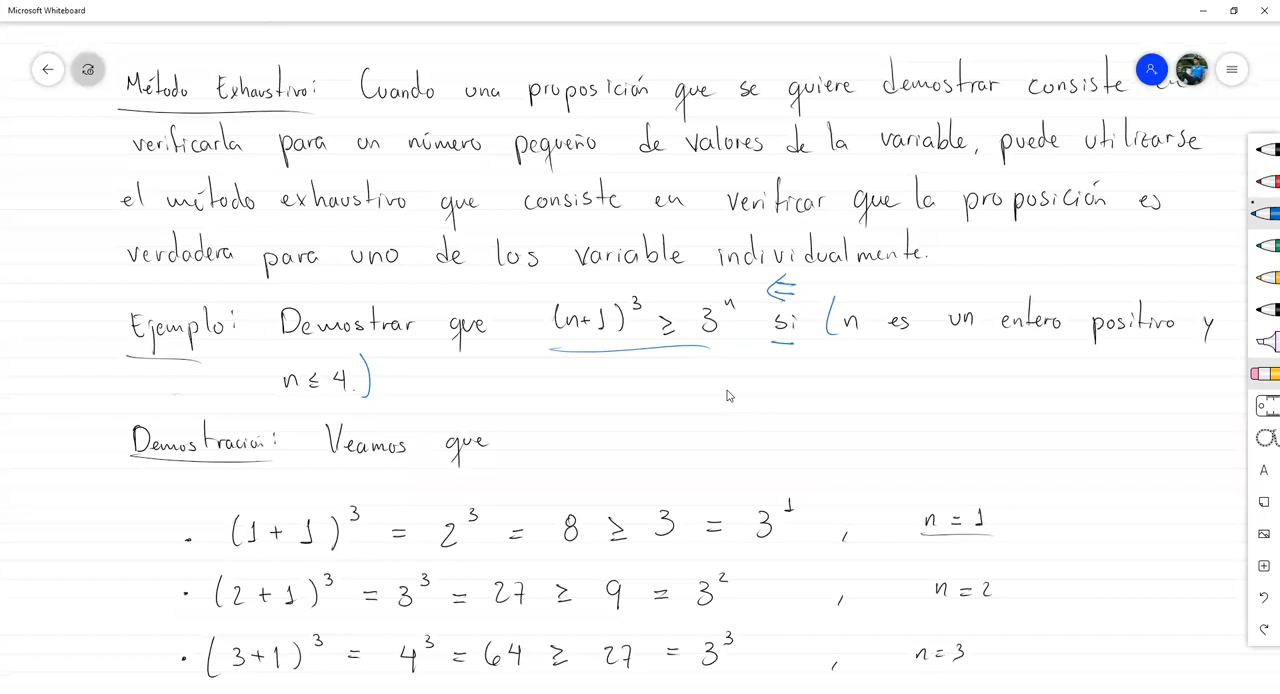 Microsoft Whiteboard
Método Exhaustivo: Cuando una proposición que se quiere demostrar consiste en
verificarla para un número pequeño de valores de la variable, puede utilizarse
el método exhaustivo que consiste en verificar que la proposición es
verdadera para uno de los variable individualmente.
⇐
Ejemplo: Demostrar que (n+1)³ ≥ 3ⁿ si (n es un entero positivo y
n ≤ 4.)
Demostración: Veamos que
. (1+1)³ = 2³ = 8 ≥ 3 = 3¹ , n = 1
. (2+1)³ = 3³ = 27 ≥ 9 = 3² , n = 2
. (3+1)³ = 4³ = 64 ≥ 27 = 3³ , n = 3
A